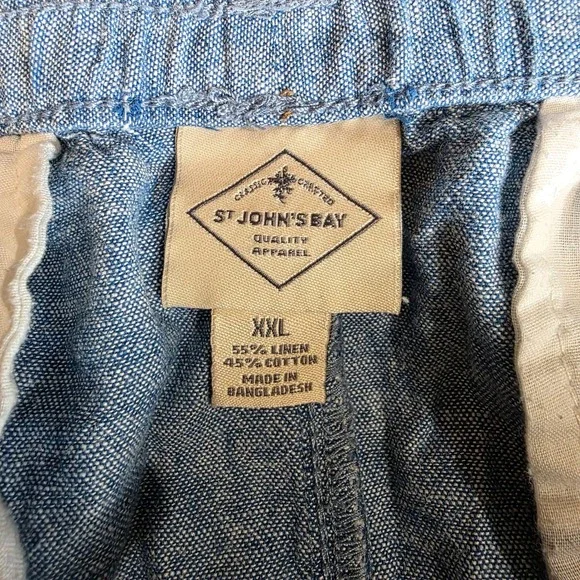 CLASSIC CRAFTED
ST JOHN'S BAY
QUALITY
APPAREL
XXL
55% LINEN
45% COTTON
MADE IN
BANGLADESH